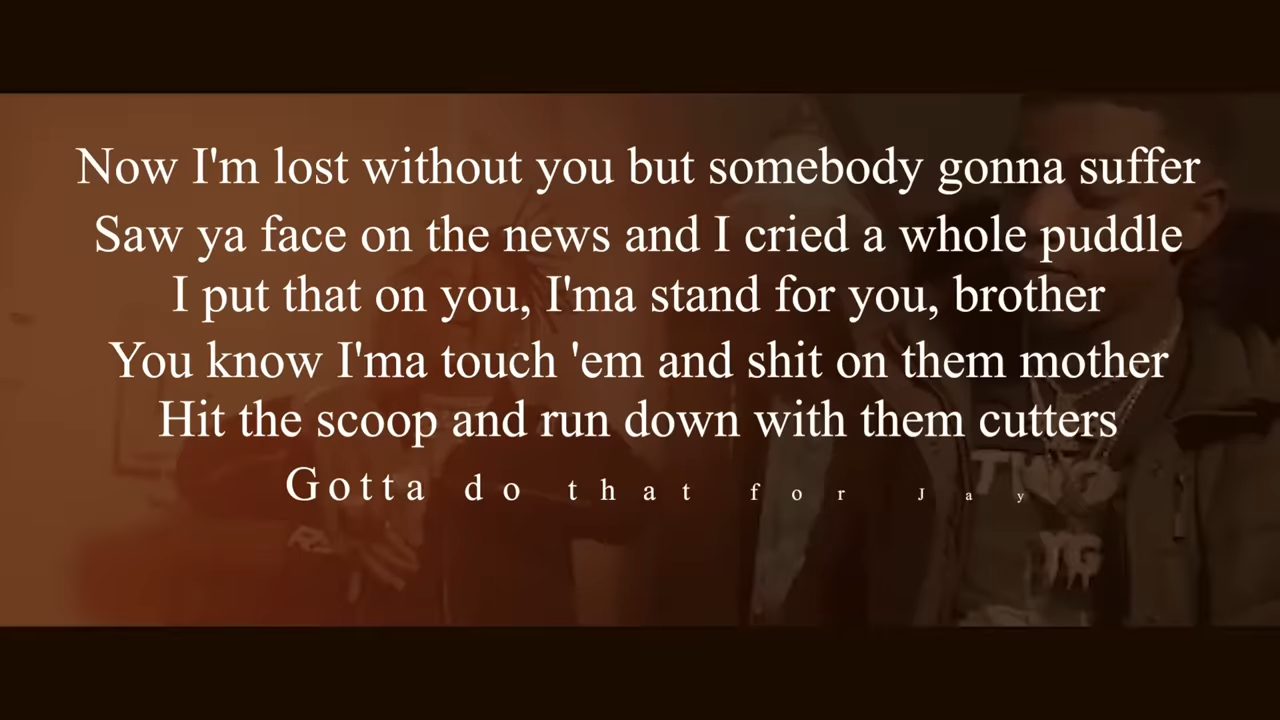 Now I'm lost without you but somebody gonna suffer
Saw ya face on the news and I cried a whole puddle
I put that on you, I'ma stand for you, brother
You know I'ma touch 'em and shit on them mother
Hit the scoop and run down with them cutters
Gotta do that for Jay
TG